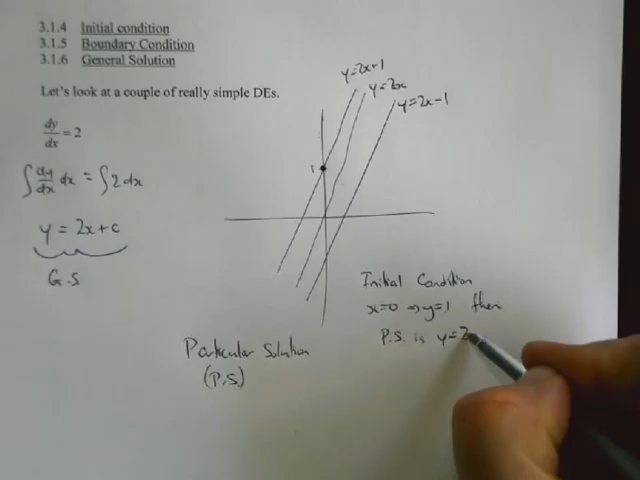 3.1.4 Initial condition
3.1.5 Boundary Condition
3.1.6 General Solution
Let's look at a couple of really simple DEs.
dy/dx = 2
∫ dy/dx dx = ∫ 2 dx
y = 2x + c
G.S
y=2x+1
y=2x
y=2x-1
1
Initial Condition
x=0 ⇒ y=1 then
P.S. is y=2
Particular Solution
(P.S)